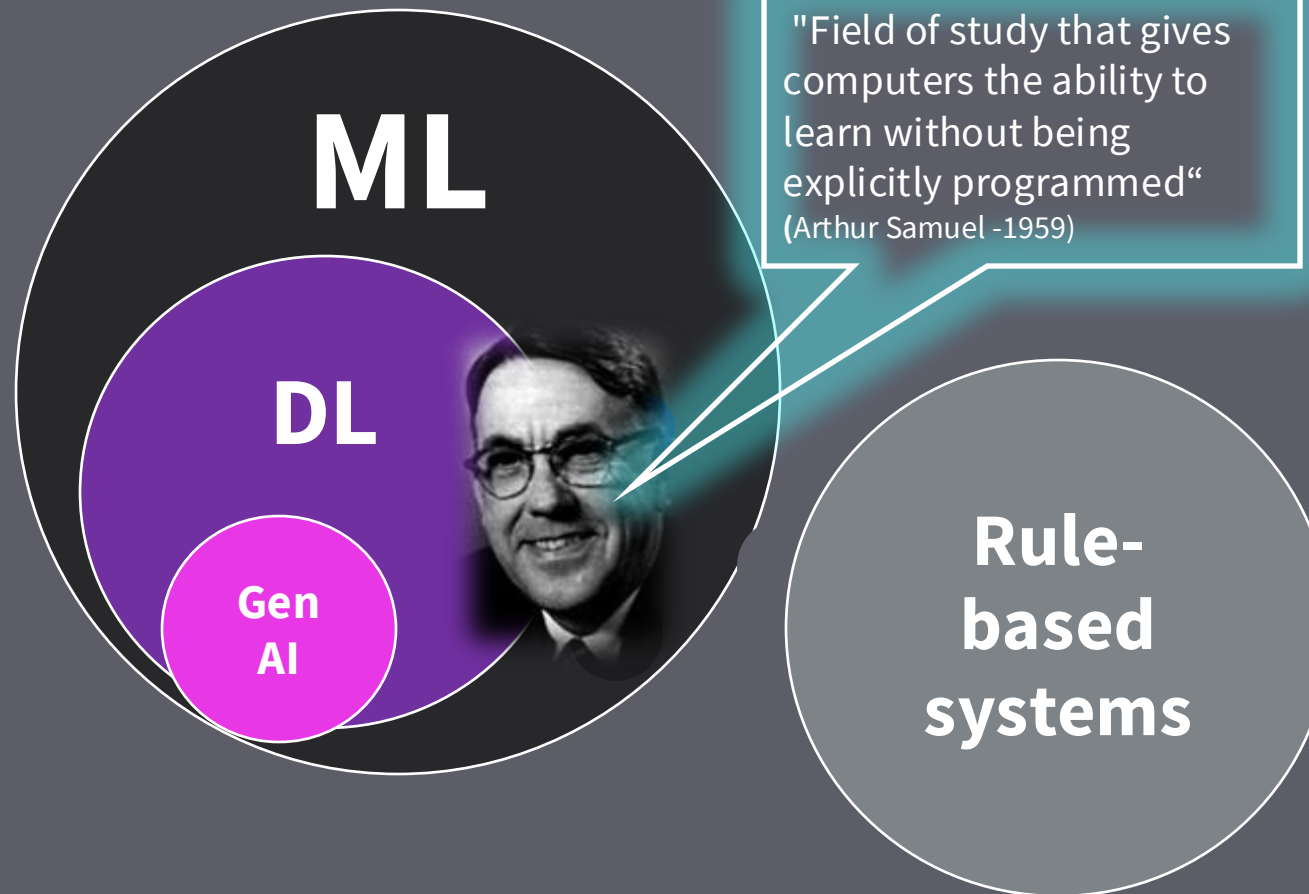 ML
DL
Gen
AI
"Field of study that gives
computers the ability to
learn without being
explicitly programmed“
(Arthur Samuel -1959)
Rule-
based
systems